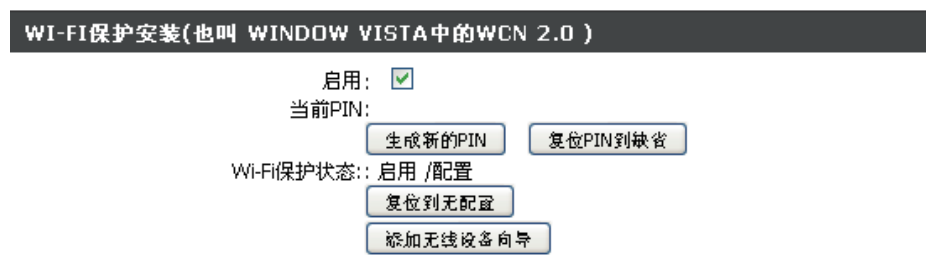 WI-FI保护安装(也叫 WINDOW VISTA中的WCN 2.0 )
启用:
当前PIN:
生成新的PIN 复位PIN到缺省
Wi-Fi保护状态:: 启用 /配置
复位到无配置
添加无线设备向导